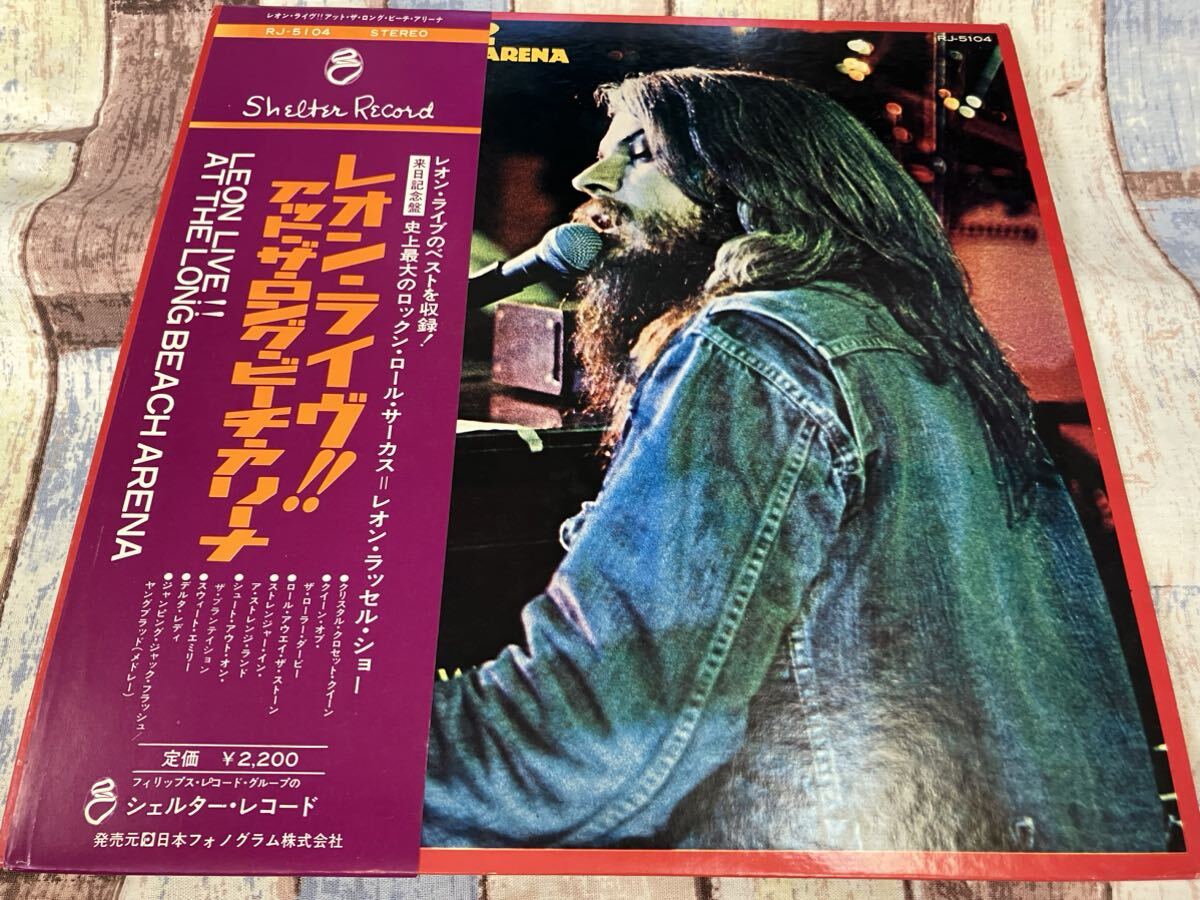 レオン・ライヴ!!アット・ザ・ロング・ビーチ・アリーナ
RJ-5104 STEREO
Shelter Record
レオン・ライブのベストを収録!
来日記念盤
史上最大のロックン・ロール・サーカス=レオン・ラッセル・ショー
レオン・ライヴ!!
アット・ザ・ロング・ビーチ・アリーナ
LEON LIVE!!
AT THE LONG BEACH ARENA
●クリスタル・クロゼット・クイーン
●クイーン・オブ・
ザ・ローラー・ダービー
●ロール・アウェイ・ザ・ストーン
●ストレンジャー・イン・
ア・ストレンジ・ランド
●シュート・アウト・オン・
ザ・プランテイション
●スウィート・エミリー
●デルタ・レディ
●ジャンピング・ジャック・フラッシュ/
ヤングブラッド(メドレー)
定価 ¥2,200
フィリップス・レコード・グループの
シェルター・レコード
発売元 日本フォノグラム株式会社
ARENA
RJ-5104